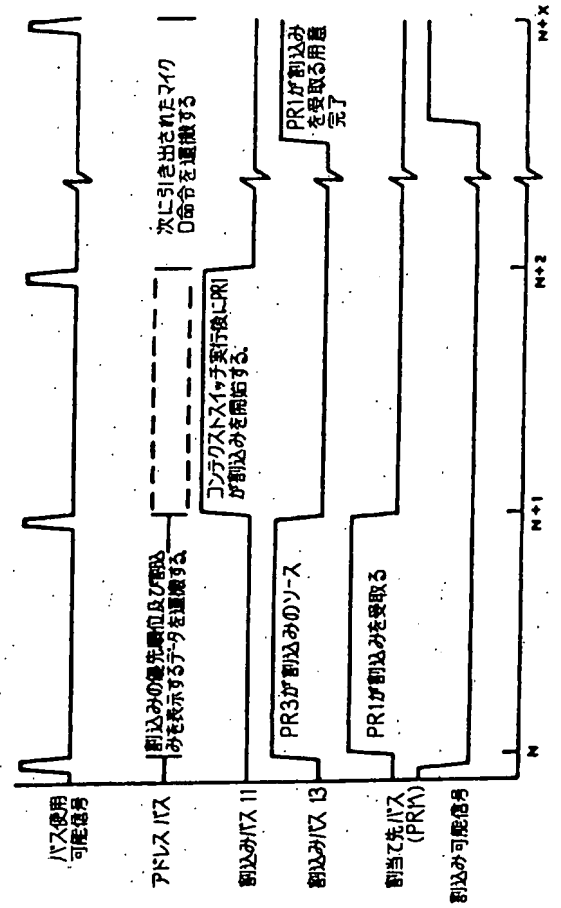 バス使用
可能信号
アドレス バス
割込みの優先順位及び割込
みを表示するデータを運搬する。
次に引き出されたマイク
ロ命令を運搬する
割込みバス 11
コンテクストスイッチ実行後にPR1
が割込みを開始する。
割込みバス 13
PR3が割込みのソース
PR1が割込み
を受取る用意
完了
割当て先バス
(PRM)
PR1が割込みを受取る
割込み可能信号
N
N+1
N+2
N+X